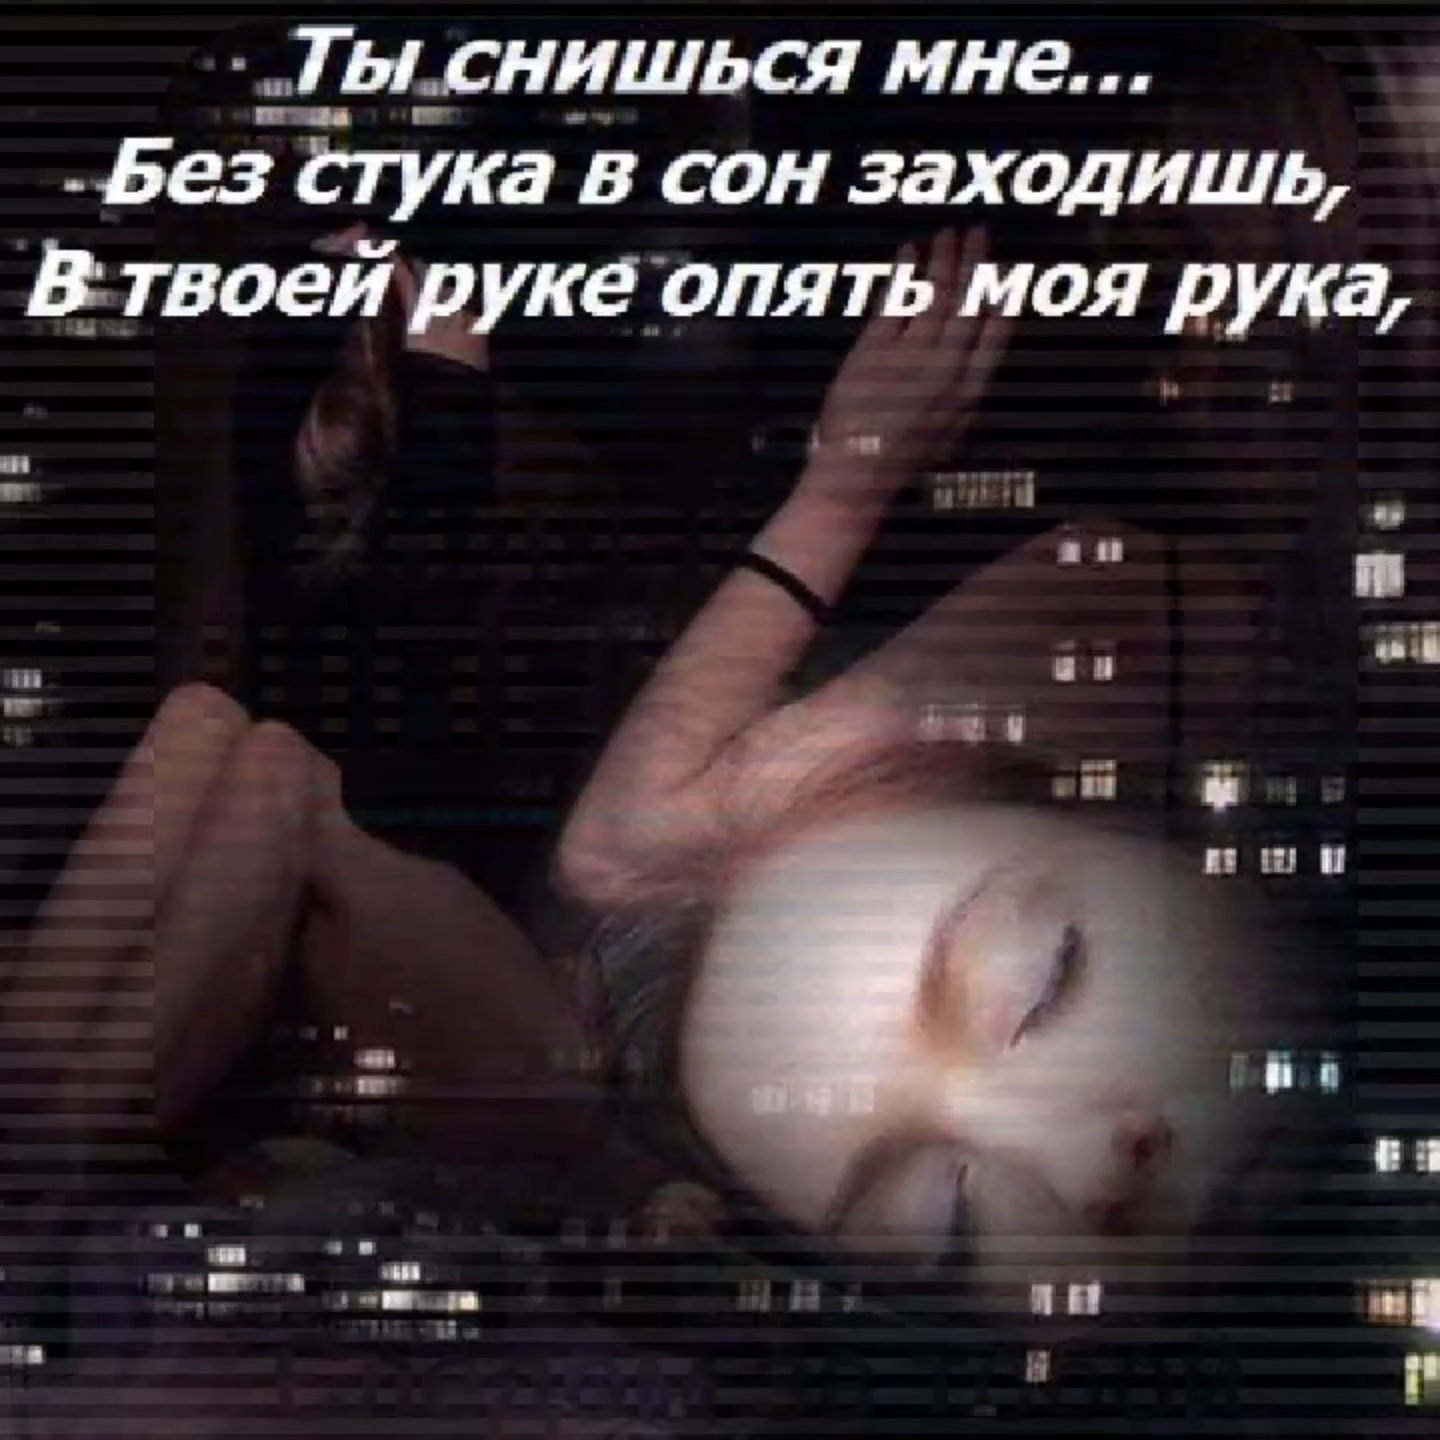 Ты снишься мне...
Без стука в сон заходишь,
В твоей руке опять моя рука,